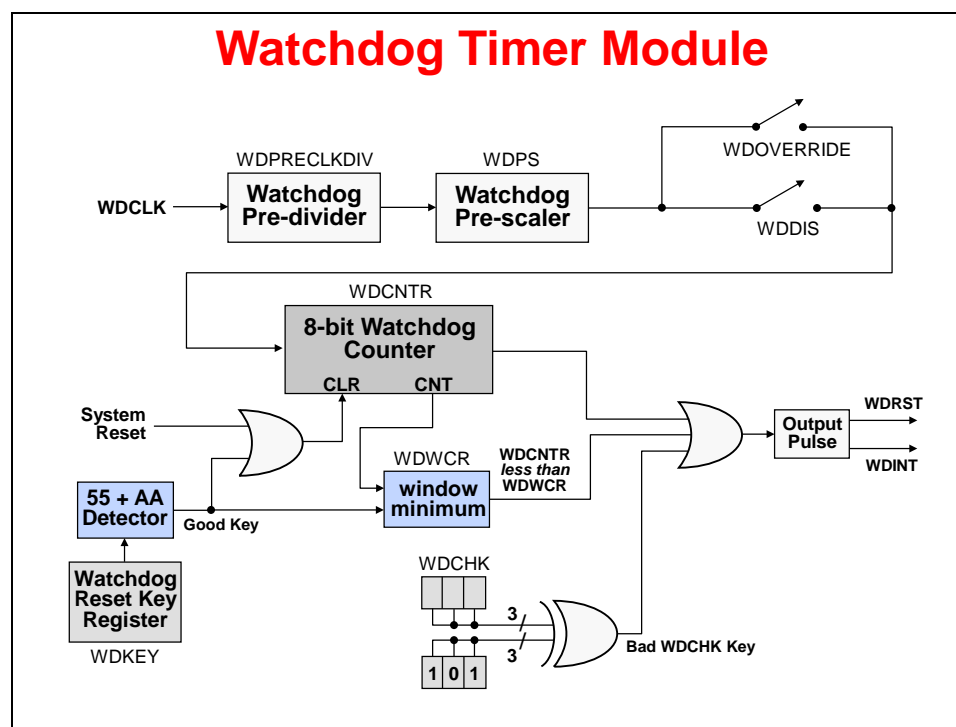 Watchdog Timer Module
WDOVERRIDE
WDPRECLKDIV
WDPS
WDCLK
Watchdog
Pre-divider
Watchdog
Pre-scaler
WDDIS
WDCNTR
8-bit Watchdog
Counter
CLR
CNT
System
Reset
WDRST
Output
Pulse
WDINT
WDWCR
WDCNTR
less than
WDWCR
window
minimum
55 + AA
Detector
Good Key
Watchdog
Reset Key
Register
WDKEY
WDCHK
3
3
Bad WDCHK Key
1 0 1